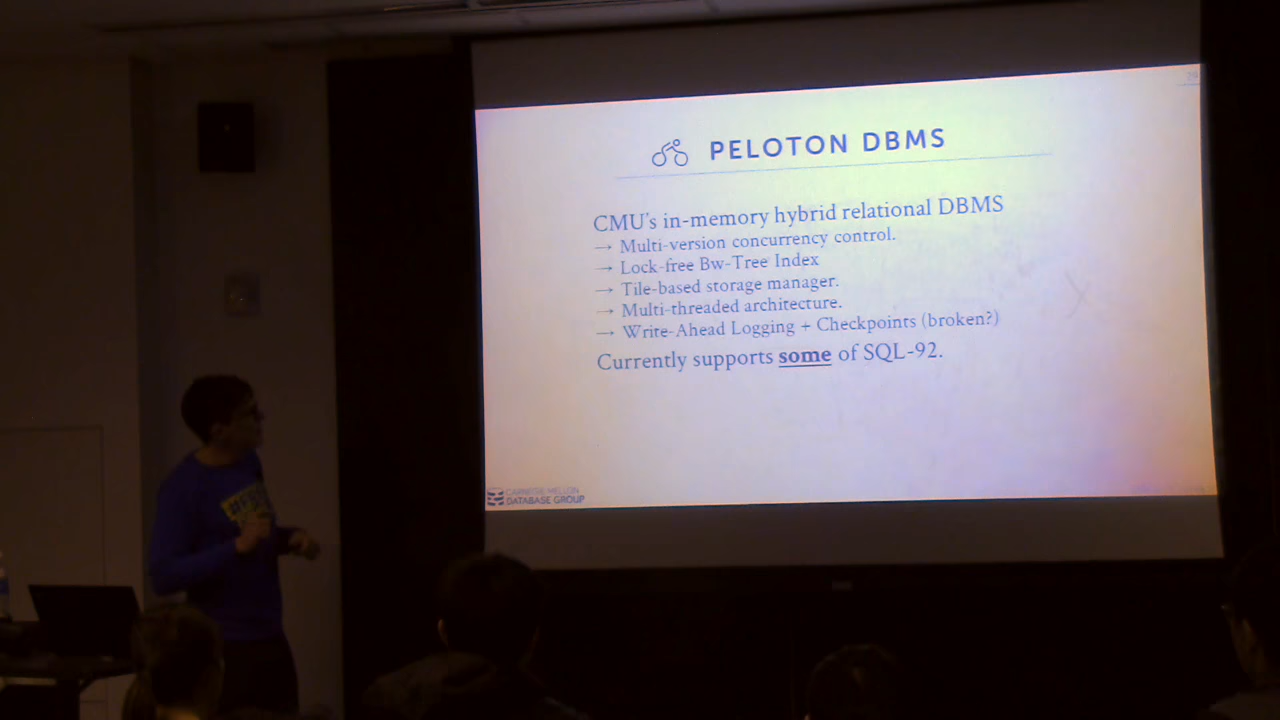 PELOTON DBMS
CMU's in-memory hybrid relational DBMS
→ Multi-version concurrency control.
→ Lock-free Bw-Tree Index
→ Tile-based storage manager.
→ Multi-threaded architecture.
→ Write-Ahead Logging + Checkpoints (broken?)
Currently supports some of SQL-92.
CARNEGIE MELLON
DATABASE GROUP